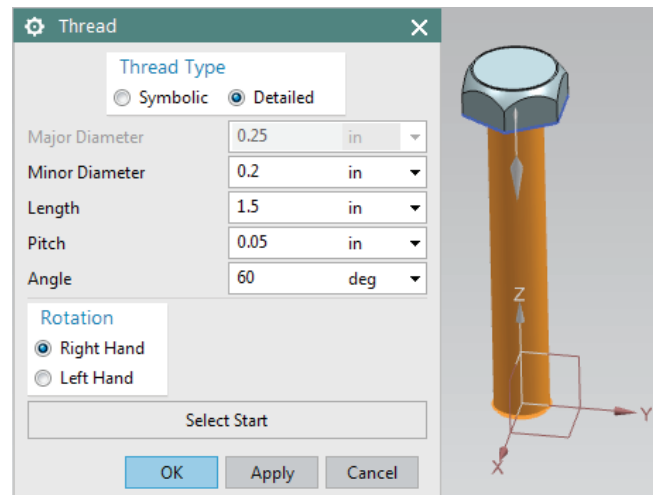 Thread
Thread Type
Symbolic Detailed
Major Diameter 0.25 in
Minor Diameter 0.2 in
Length 1.5 in
Pitch 0.05 in
Angle 60 deg
Rotation
Right Hand
Left Hand
Select Start
OK Apply Cancel
Z
Y
X